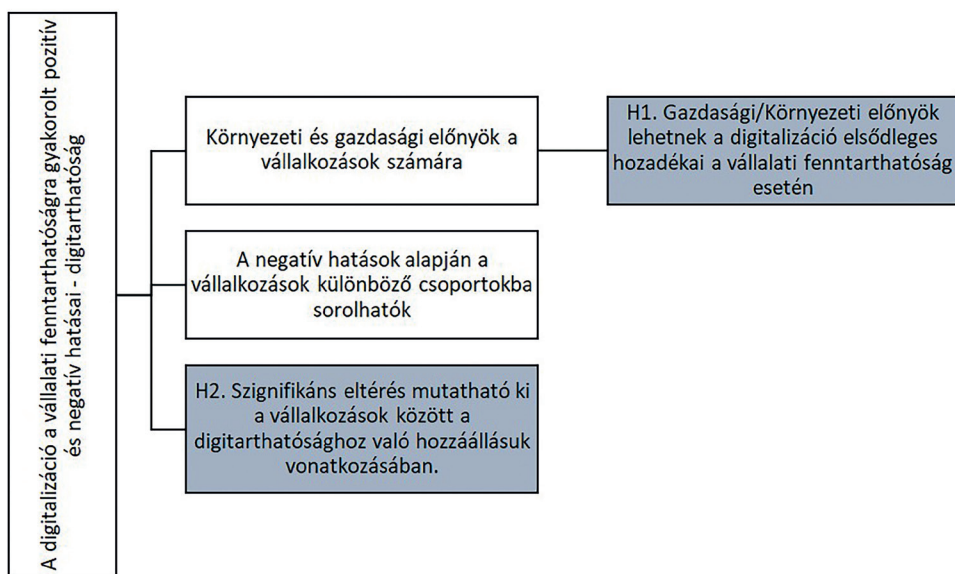 A digitalizáció a vállalati fenntarthatóságra gyakorolt pozitív
és negatív hatásai - digitarthatóság
Környezeti és gazdasági előnyök a
vállalkozások számára
H1. Gazdasági/Környezeti előnyök
lehetnek a digitalizáció elsődleges
hozadékai a vállalati fenntarthatóság
esetén
A negatív hatások alapján a
vállalkozások különböző csoportokba
sorolhatók
H2. Szignifikáns eltérés mutatható ki
a vállalkozások között a
digitarthatósághoz való hozzáállásuk
vonatkozásában.